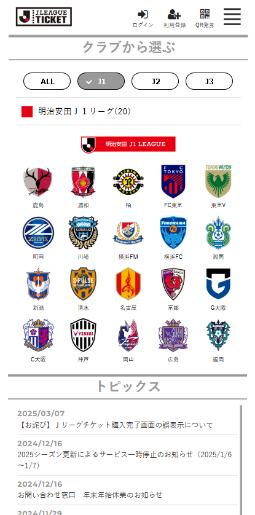 J.LEAGUE TICKET
ログイン 利用登録 QR発券
クラブから選ぶ
ALL J1 J2 J3
明治安田J1リーグ(20)
明治安田 J1 LEAGUE
鹿島 浦和 柏 FC東京 東京V
町田 川崎 横浜FM 横浜FC 湘南
新潟 清水 名古屋 京都 G大阪
C大阪 神戸 岡山 広島 福岡
トピックス
2025/03/07
【お詫び】Jリーグチケット購入完了画面の誤表示について
2024/12/16
2025シーズン更新によるサービス一時停止のお知らせ（2025/1/6
～1/7）
2024/12/16
お問い合わせ窓口 年末年始休業のお知らせ
2024/11/29